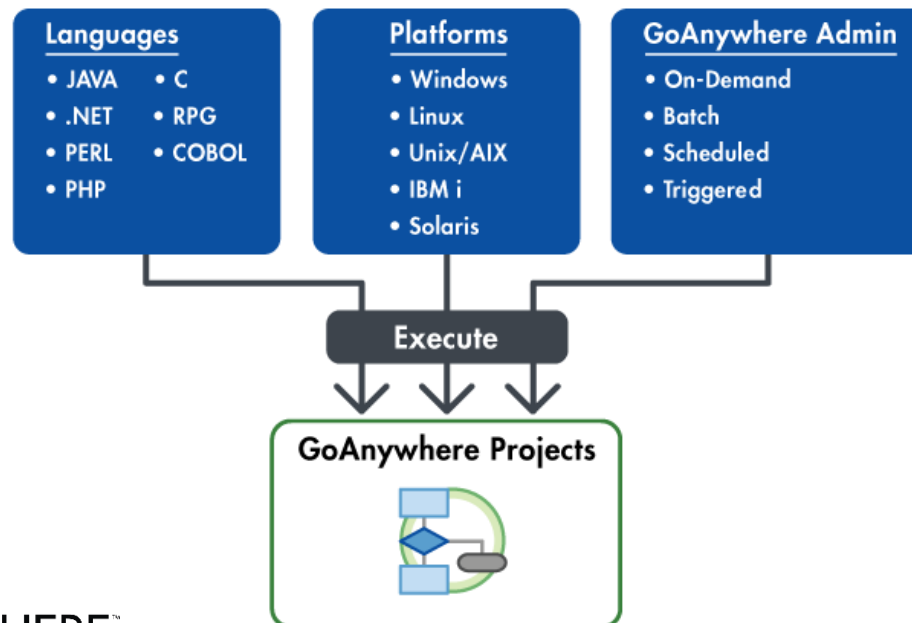 Languages
• JAVA
• .NET
• PERL
• PHP
• C
• RPG
• COBOL
Platforms
• Windows
• Linux
• Unix/AIX
• IBM i
• Solaris
GoAnywhere Admin
• On-Demand
• Batch
• Scheduled
• Triggered
Execute
GoAnywhere Projects